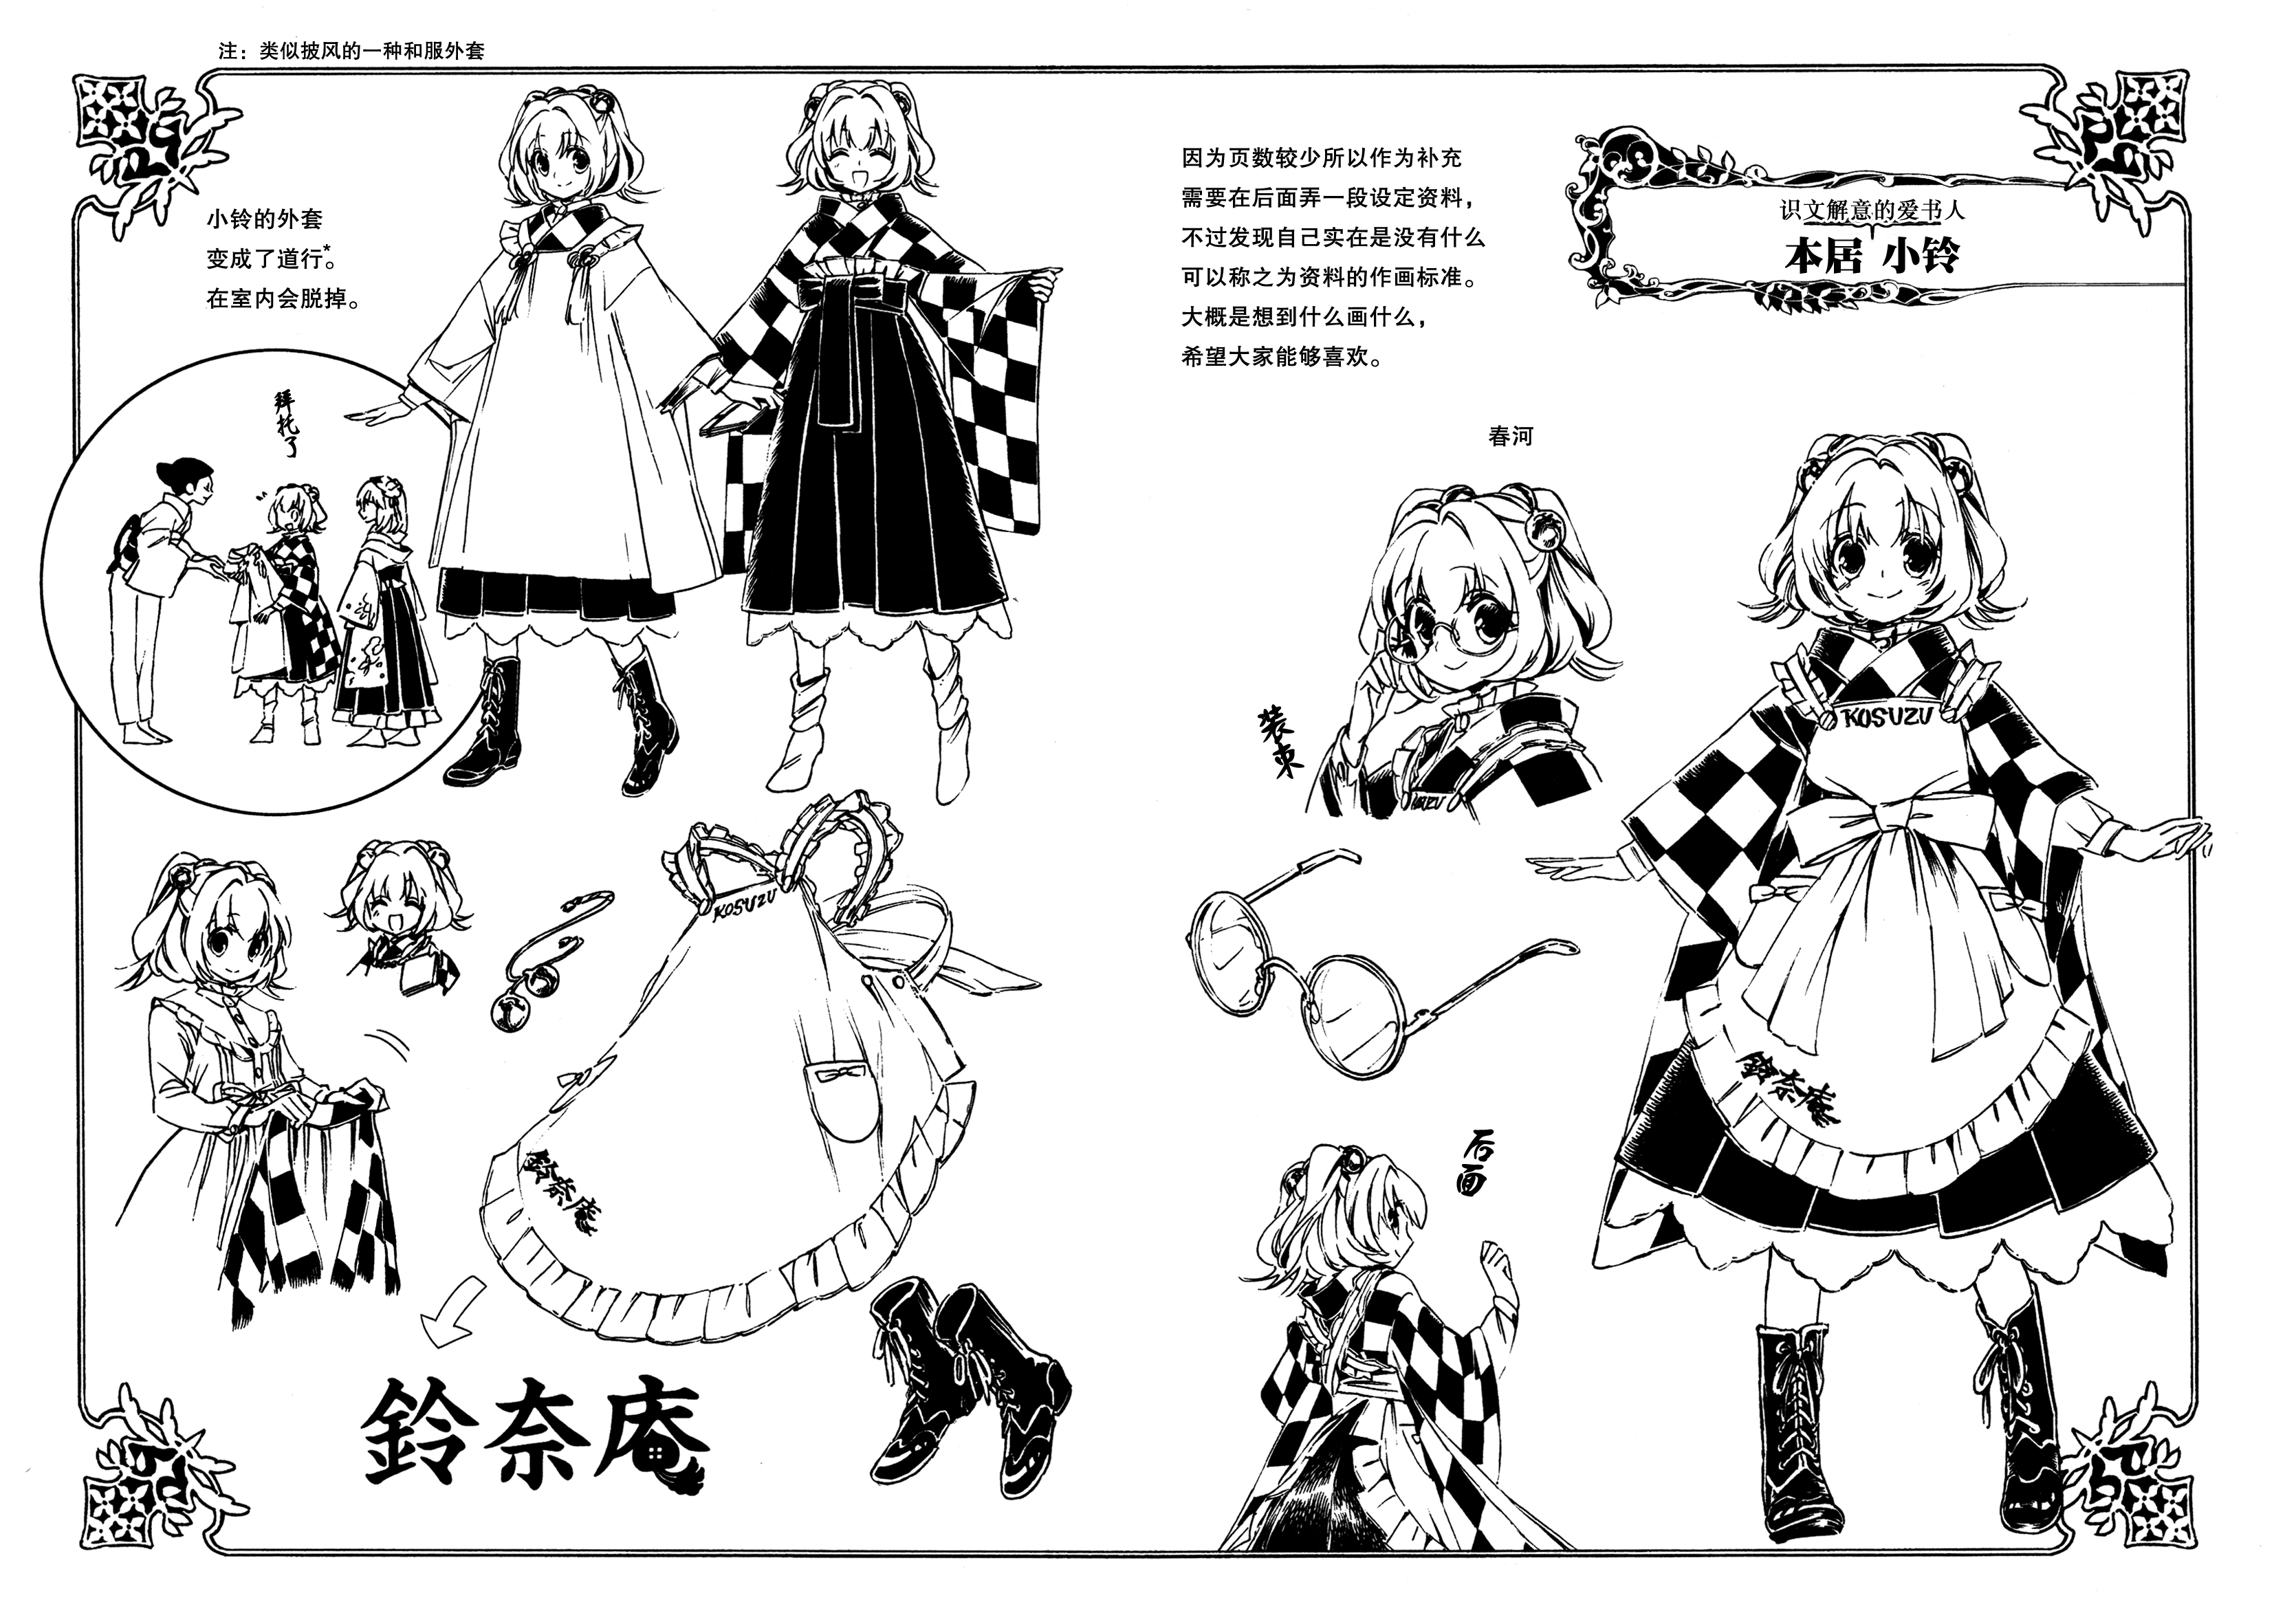 注：类似披风的一种和服外套
小铃的外套
变成了道行*。
在室内会脱掉。
拜托了
KOSUZU
鈴奈庵
鈴奈庵
因为页数较少所以作为补充
需要在后面弄一段设定资料，
不过发现自己实在是没有什么
可以称之为资料的作画标准。
大概是想到什么画什么，
希望大家能够喜欢。
春河
识文解意的爱书人
本居 小铃
装束
KOSUZU
KOSUZU
鈴奈庵
后面